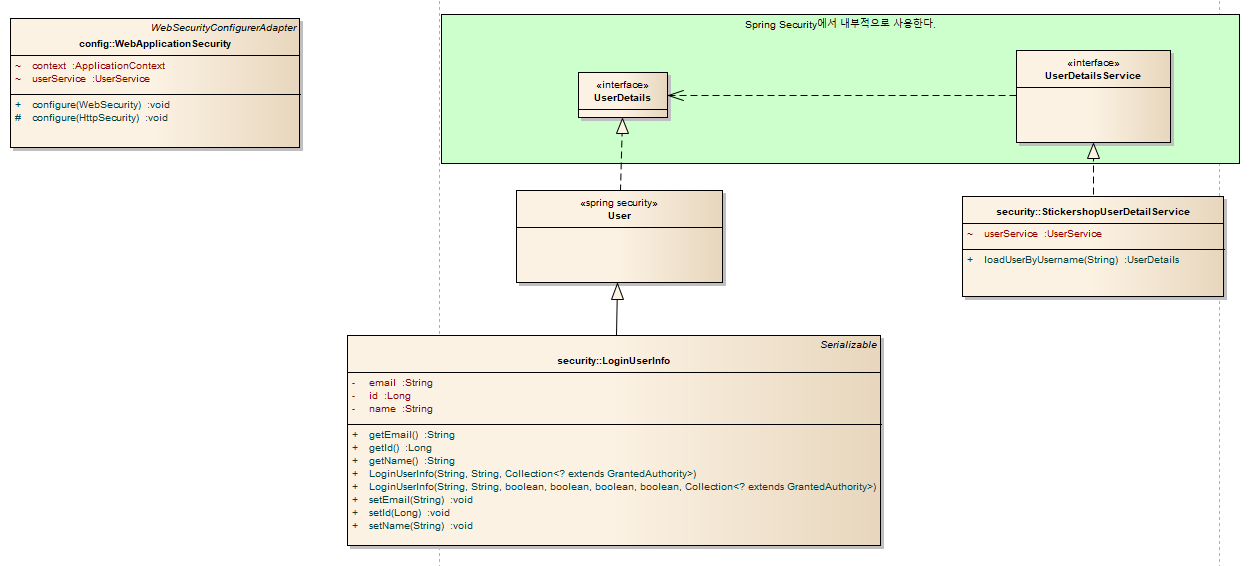 WebSecurityConfigurerAdapter
config::WebApplicationSecurity
~ context :ApplicationContext
~ userService :UserService
+ configure(WebSecurity) :void
# configure(HttpSecurity) :void
Spring Security에서 내부적으로 사용한다.
«interface»
UserDetails
«interface»
UserDetailsService
«spring security»
User
security::StickershopUserDetailService
~ userService :UserService
+ loadUserByUsername(String) :UserDetails
Serializable
security::LoginUserInfo
- email :String
- id :Long
- name :String
+ getEmail() :String
+ getId() :Long
+ getName() :String
+ LoginUserInfo(String, String, Collection<? extends GrantedAuthority>)
+ LoginUserInfo(String, String, boolean, boolean, boolean, boolean, Collection<? extends GrantedAuthority>)
+ setEmail(String) :void
+ setId(Long) :void
+ setName(String) :void